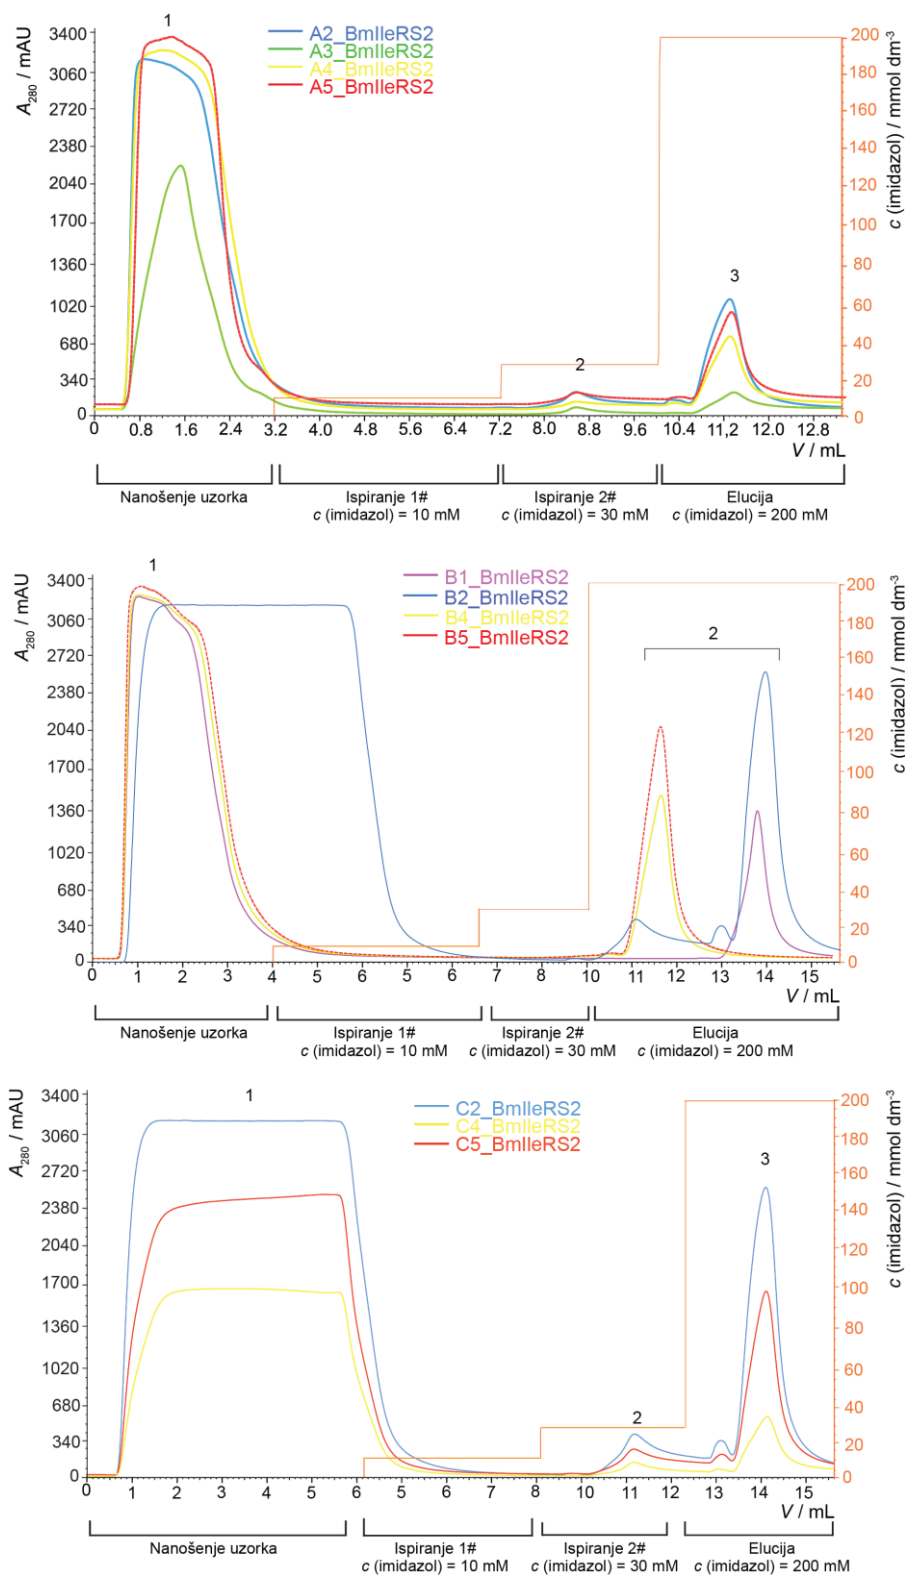 1
A2_BmIleRS2
A3_BmIleRS2
A4_BmIleRS2
A5_BmIleRS2
A280 / mAU
3400
3060
2720
2380
2040
1700
1360
1020
680
340
0
c (imidazol) / mmol dm-3
200
180
160
140
120
100
80
60
40
20
10
0
2
3
0 0.8 1.6 2.4 3.2 4.0 5.6 6.4 7.2 8.0 8.8 9.6 10.4 11,2 12.0 12.8
V / mL
Nanošenje uzorka
Ispiranje 1#
c (imidazol) = 10 mM
Ispiranje 2#
c (imidazol) = 30 mM
Elucija
c (imidazol) = 200 mM
1
B1_BmIleRS2
B2_BmIleRS2
B4_BmIleRS2
B5_BmIleRS2
A280 / mAU
3400
3060
2720
2380
2040
1700
1360
1020
680
340
0
c (imidazol) / mmol dm-3
200
180
160
140
120
100
80
60
40
20
10
0
2
0 1 2 3 4 5 6 6 7 4 8 10 11 12 13 14 15
V / mL
Nanošenje uzorka
Ispiranje 1#
c (imidazol) = 10 mM
Ispiranje 2#
c (imidazol) = 30 mM
Elucija
c (imidazol) = 200 mM
1
C2_BmIleRS2
C4_BmIleRS2
C5_BmIleRS2
A280 / mAU
3400
3060
2720
2380
2040
1700
1360
1020
680
340
0
c (imidazol) / mmol dm-3
200
180
160
140
120
100
80
60
40
20
10
0
2
3
0 1 2 3 4 5 6 5 6 7 8 10 11 12 13 14 15
V / mL
Nanošenje uzorka
Ispiranje 1#
c (imidazol) = 10 mM
Ispiranje 2#
c (imidazol) = 30 mM
Elucija
c (imidazol) = 200 mM